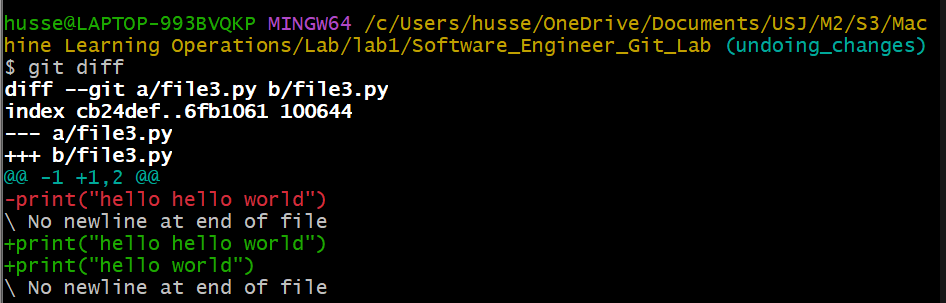 husse@LAPTOP-993BVQKP MINGW64 /c/Users/husse/OneDrive/Documents/USJ/M2/S3/Mac
hine Learning Operations/Lab/lab1/Software_Engineer_Git_Lab (undoing_changes)
$ git diff
diff --git a/file3.py b/file3.py
index cb24def..6fb1061 100644
--- a/file3.py
+++ b/file3.py
@@ -1 +1,2 @@
-print("hello hello world")
\ No newline at end of file
+print("hello hello world")
+print("hello world")
\ No newline at end of file